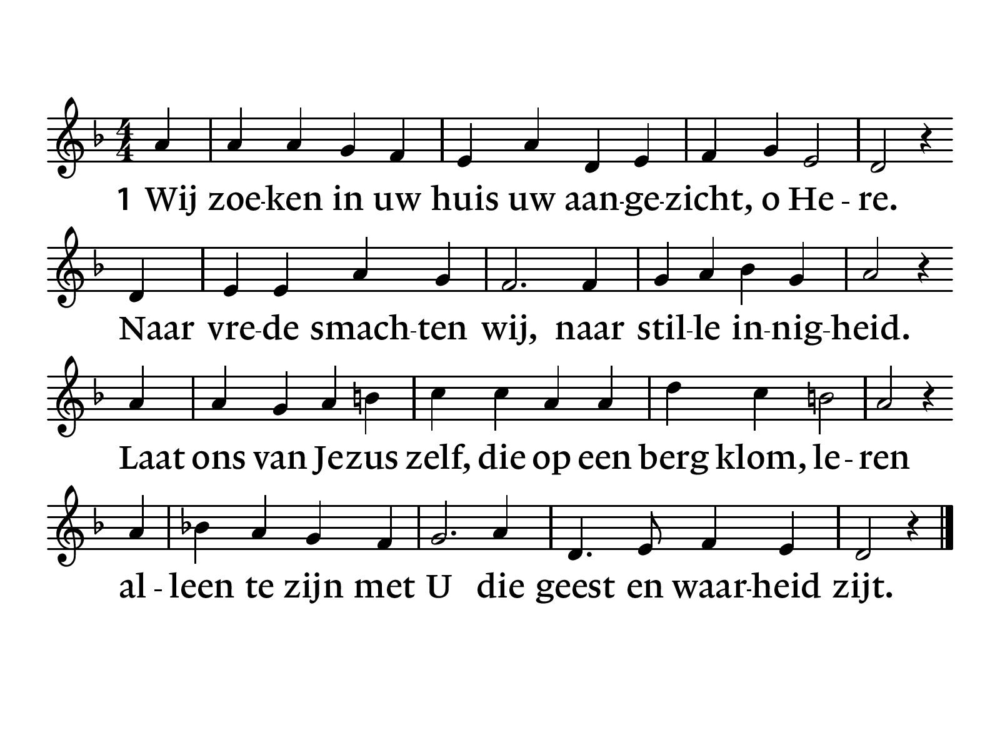 1 Wij zoe-ken in uw huis uw aan-ge-zicht, o He - re.
Naar vre-de smach-ten wij, naar stil-le in-nig-heid.
Laat ons van Jezus zelf, die op een berg klom, le - ren
al - leen te zijn met U die geest en waar-heid zijt.